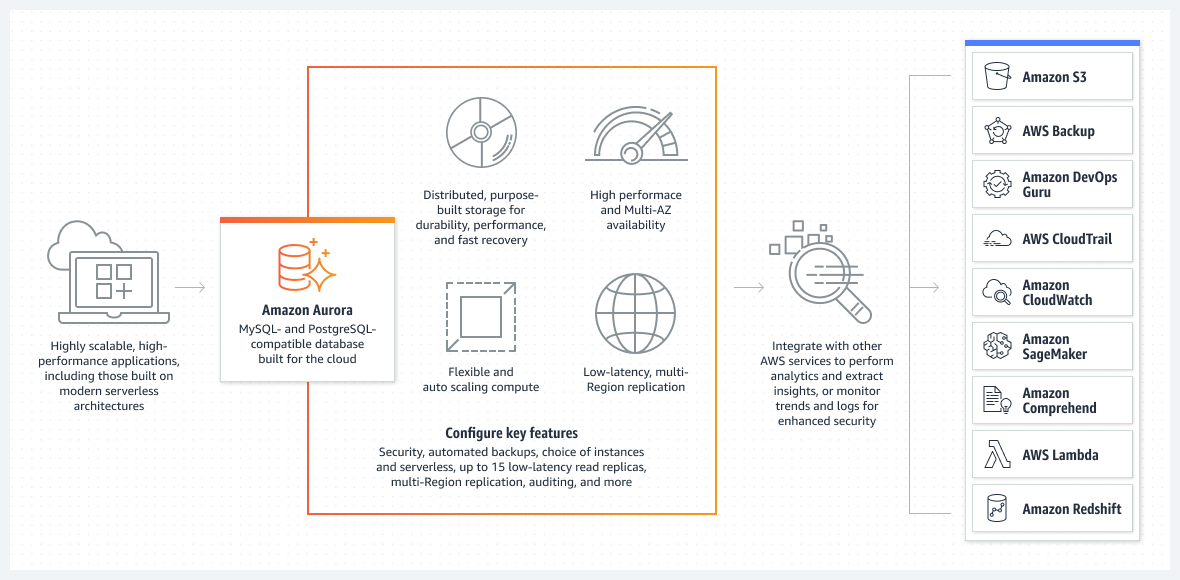 Highly scalable, high-
performance applications,
including those built on
modern serverless
architectures
Amazon Aurora
MySQL- and PostgreSQL-
compatible database
built for the cloud
Distributed, purpose-
built storage for
durability, performance,
and fast recovery
High performace
and Multi-AZ
availability
Flexible and
auto scaling compute
Low-latency, multi-
Region replication
Configure key features
Security, automated backups, choice of instances
and serverless, up to 15 low-latency read replicas,
multi-Region replication, auditing, and more
Integrate with other
AWS services to perform
analytics and extract
insights, or monitor
trends and logs for
enhanced security
Amazon S3
AWS Backup
Amazon DevOps
Guru
AWS CloudTrail
Amazon
CloudWatch
Amazon
SageMaker
Amazon
Comprehend
AWS Lambda
Amazon Redshift